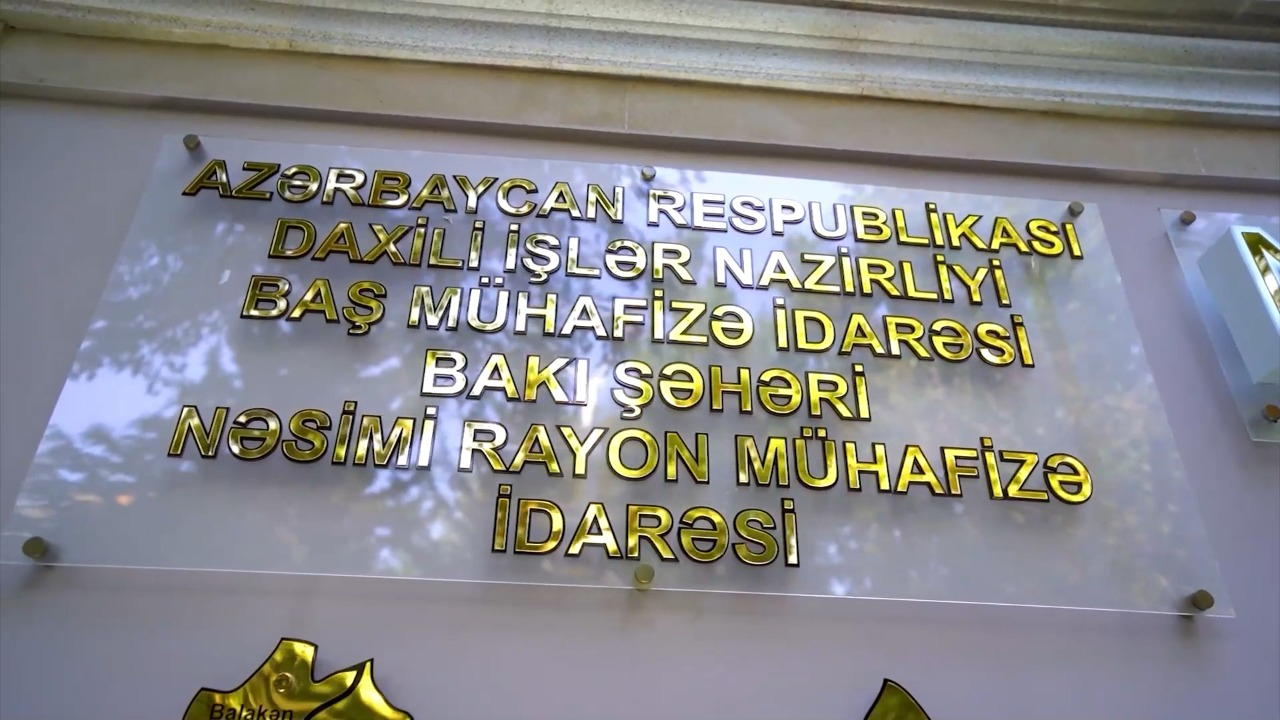 AZƏRBAYCAN RESPUBLİKASI
DAXİLİ İŞLƏR NAZİRLİYİ
BAŞ MÜHAFİZƏ İDARƏSİ
BAKI ŞƏHƏRİ
NƏSİMİ RAYON MÜHAFİZƏ
İDARƏSİ
Balakən